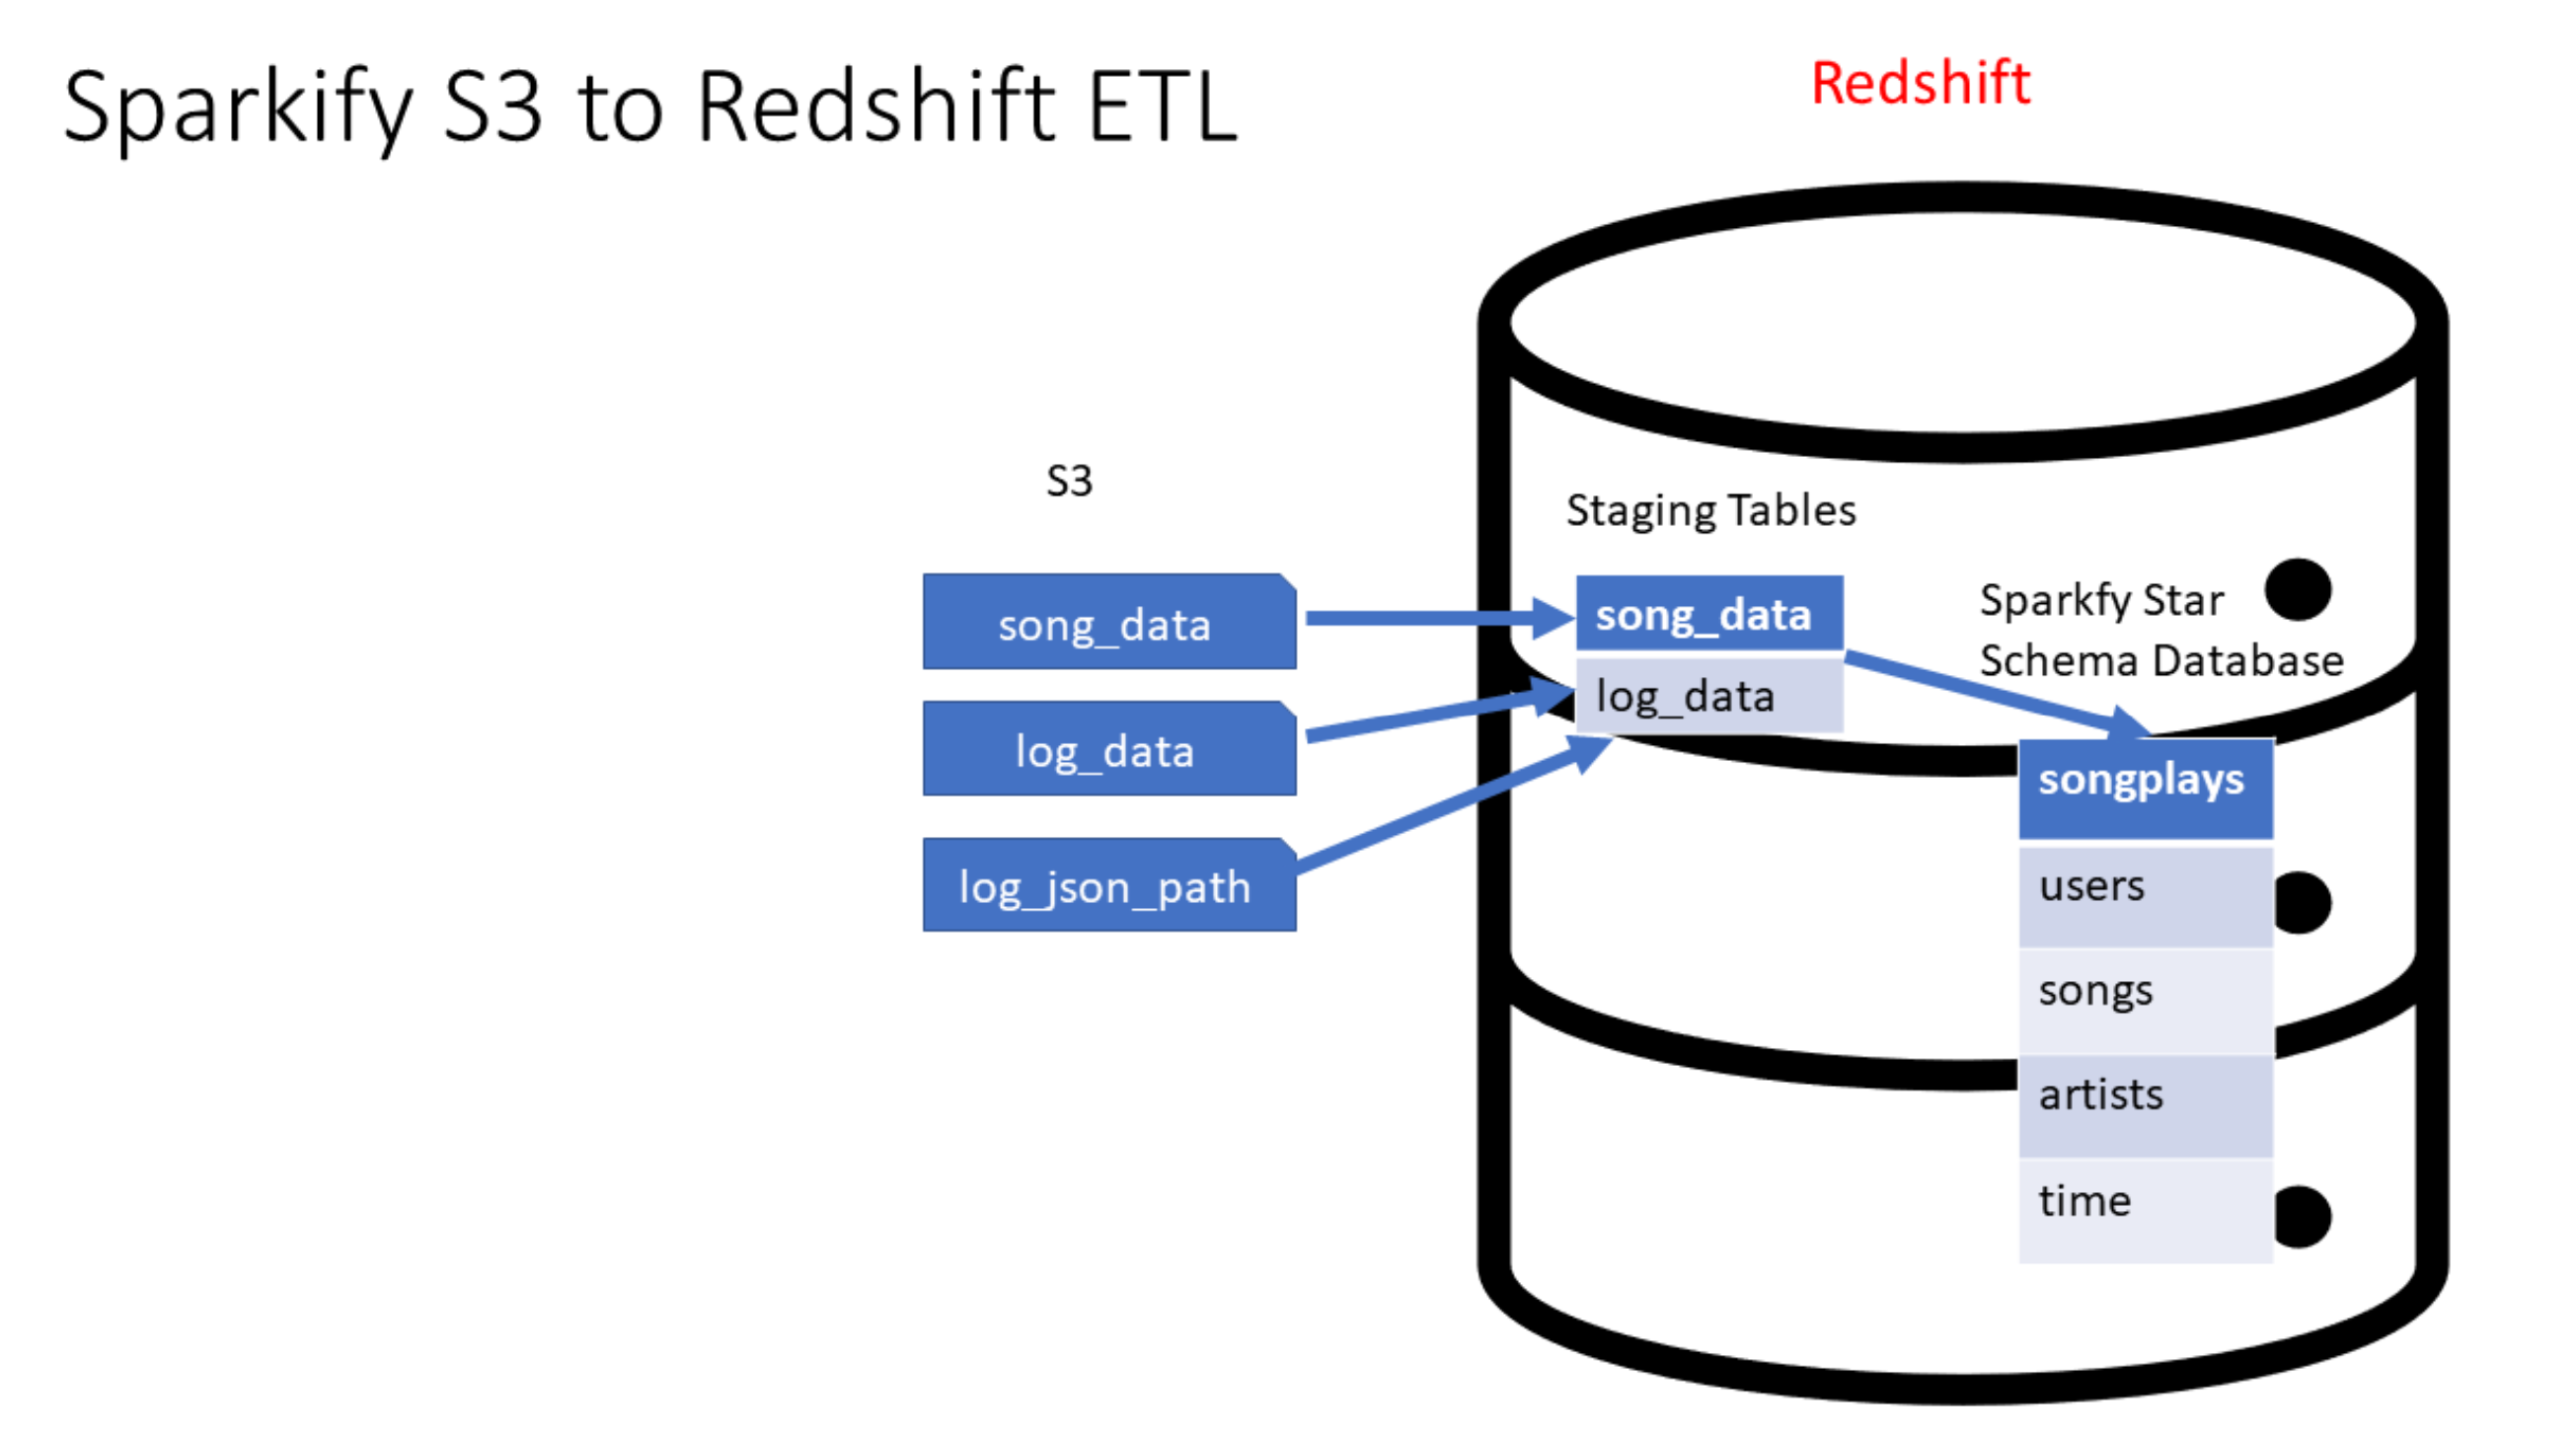 Sparkify S3 to Redshift ETL
Redshift
S3
song_data
log_data
log_json_path
Staging Tables
song_data
log_data
Sparkfy Star
Schema Database
songplays
users
songs
artists
time